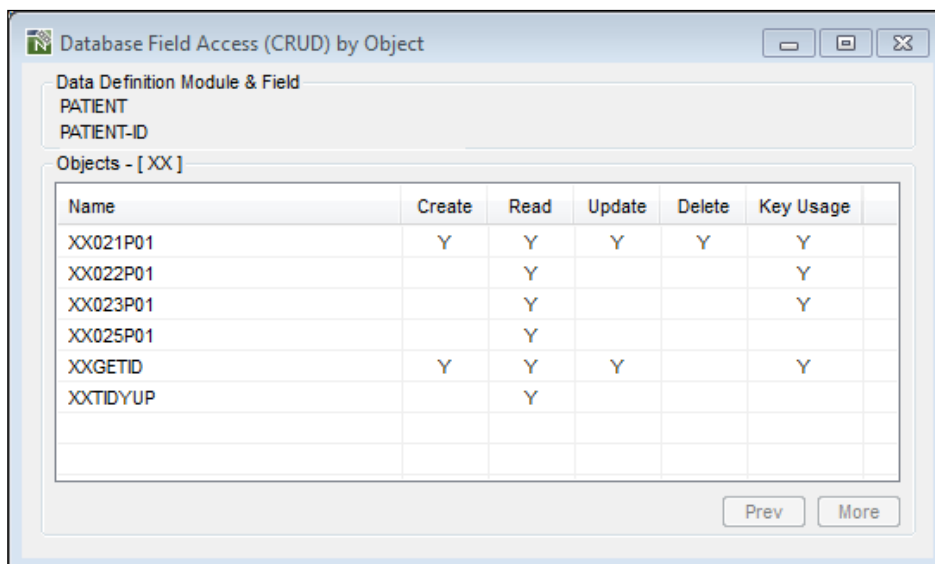 Database Field Access (CRUD) by Object
Data Definition Module & Field
PATIENT
PATIENT-ID
Objects - [ XX ]
Name Create Read Update Delete Key Usage
XX021P01 Y Y Y Y Y
XX022P01 Y Y
XX023P01 Y Y
XX025P01 Y
XXGETID Y Y Y Y
XXTIDYUP Y
Prev More